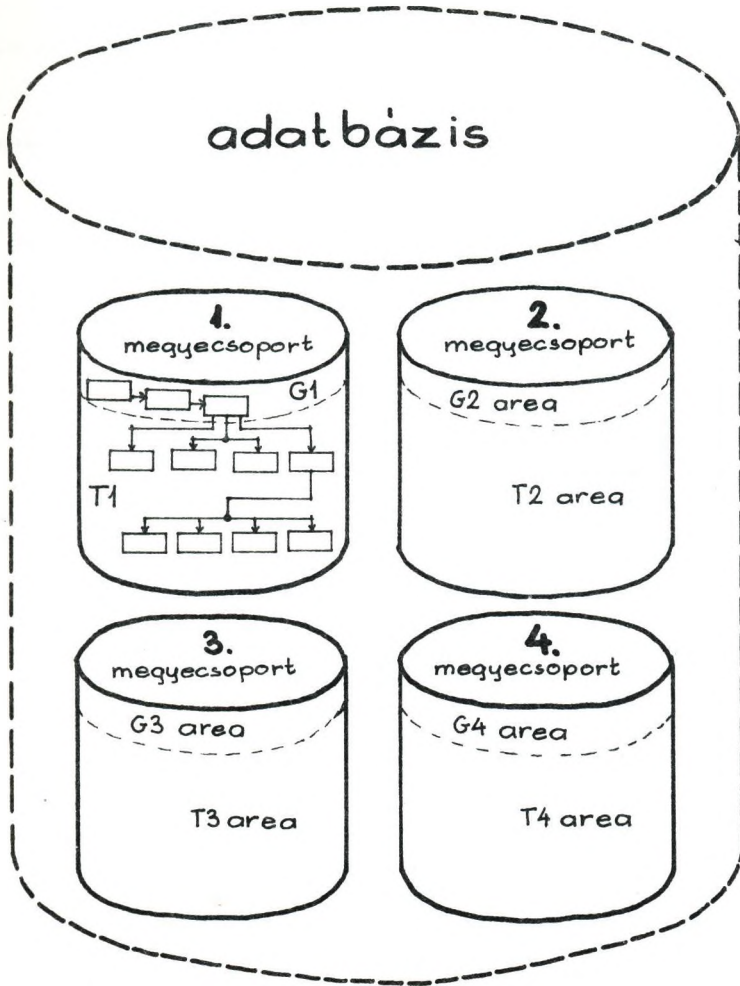 adatbázis
1.
megyecsoport
G1
T1
2.
megyecsoport
G2 area
T2 area
3.
megyecsoport
G3 area
T3 area
4.
megyecsoport
G4 area
T4 area